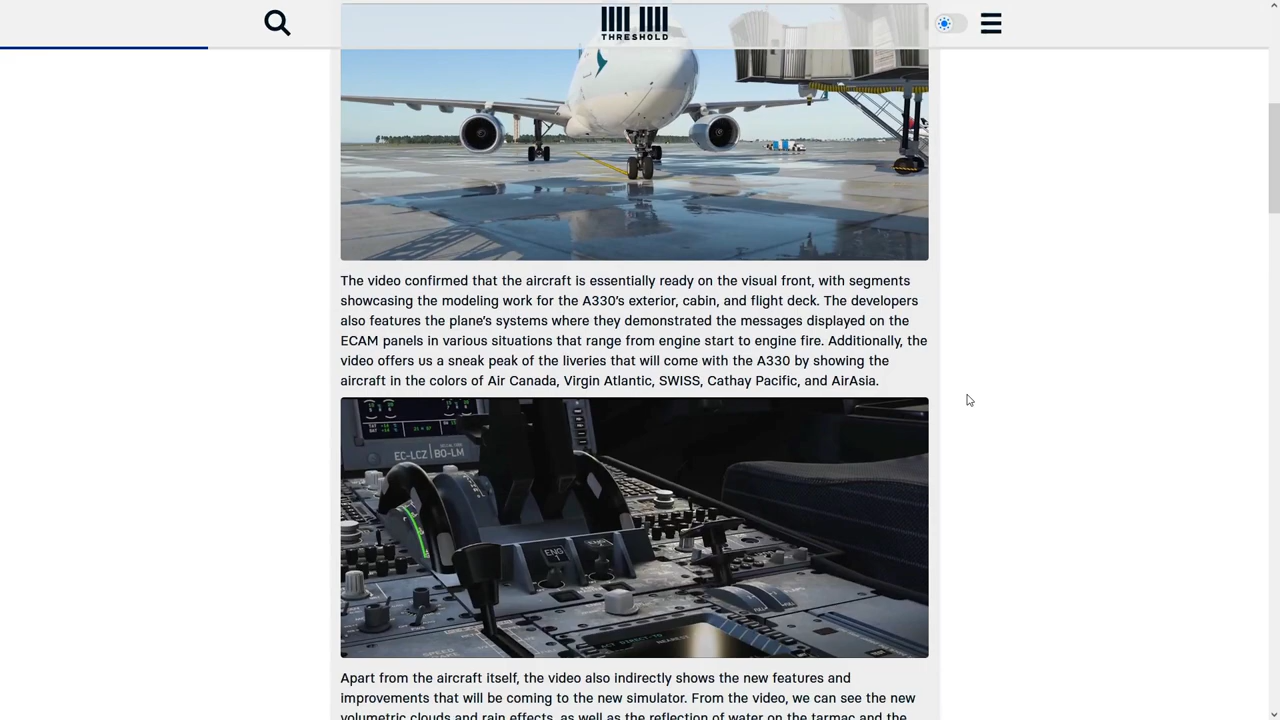 THRESHOLD
The video confirmed that the aircraft is essentially ready on the visual front, with segments
showcasing the modeling work for the A330's exterior, cabin, and flight deck. The developers
also features the plane's systems where they demonstrated the messages displayed on the
ECAM panels in various situations that range from engine start to engine fire. Additionally, the
video offers us a sneak peak of the liveries that will come with the A330 by showing the
aircraft in the colors of Air Canada, Virgin Atlantic, SWISS, Cathay Pacific, and AirAsia.
EC-LCZ BO-LM
ENG
Apart from the aircraft itself, the video also indirectly shows the new features and
improvements that will be coming to the new simulator. From the video, we can see the new
volumetric clouds and rain effects, as well as the reflection of water on the tarmac and the